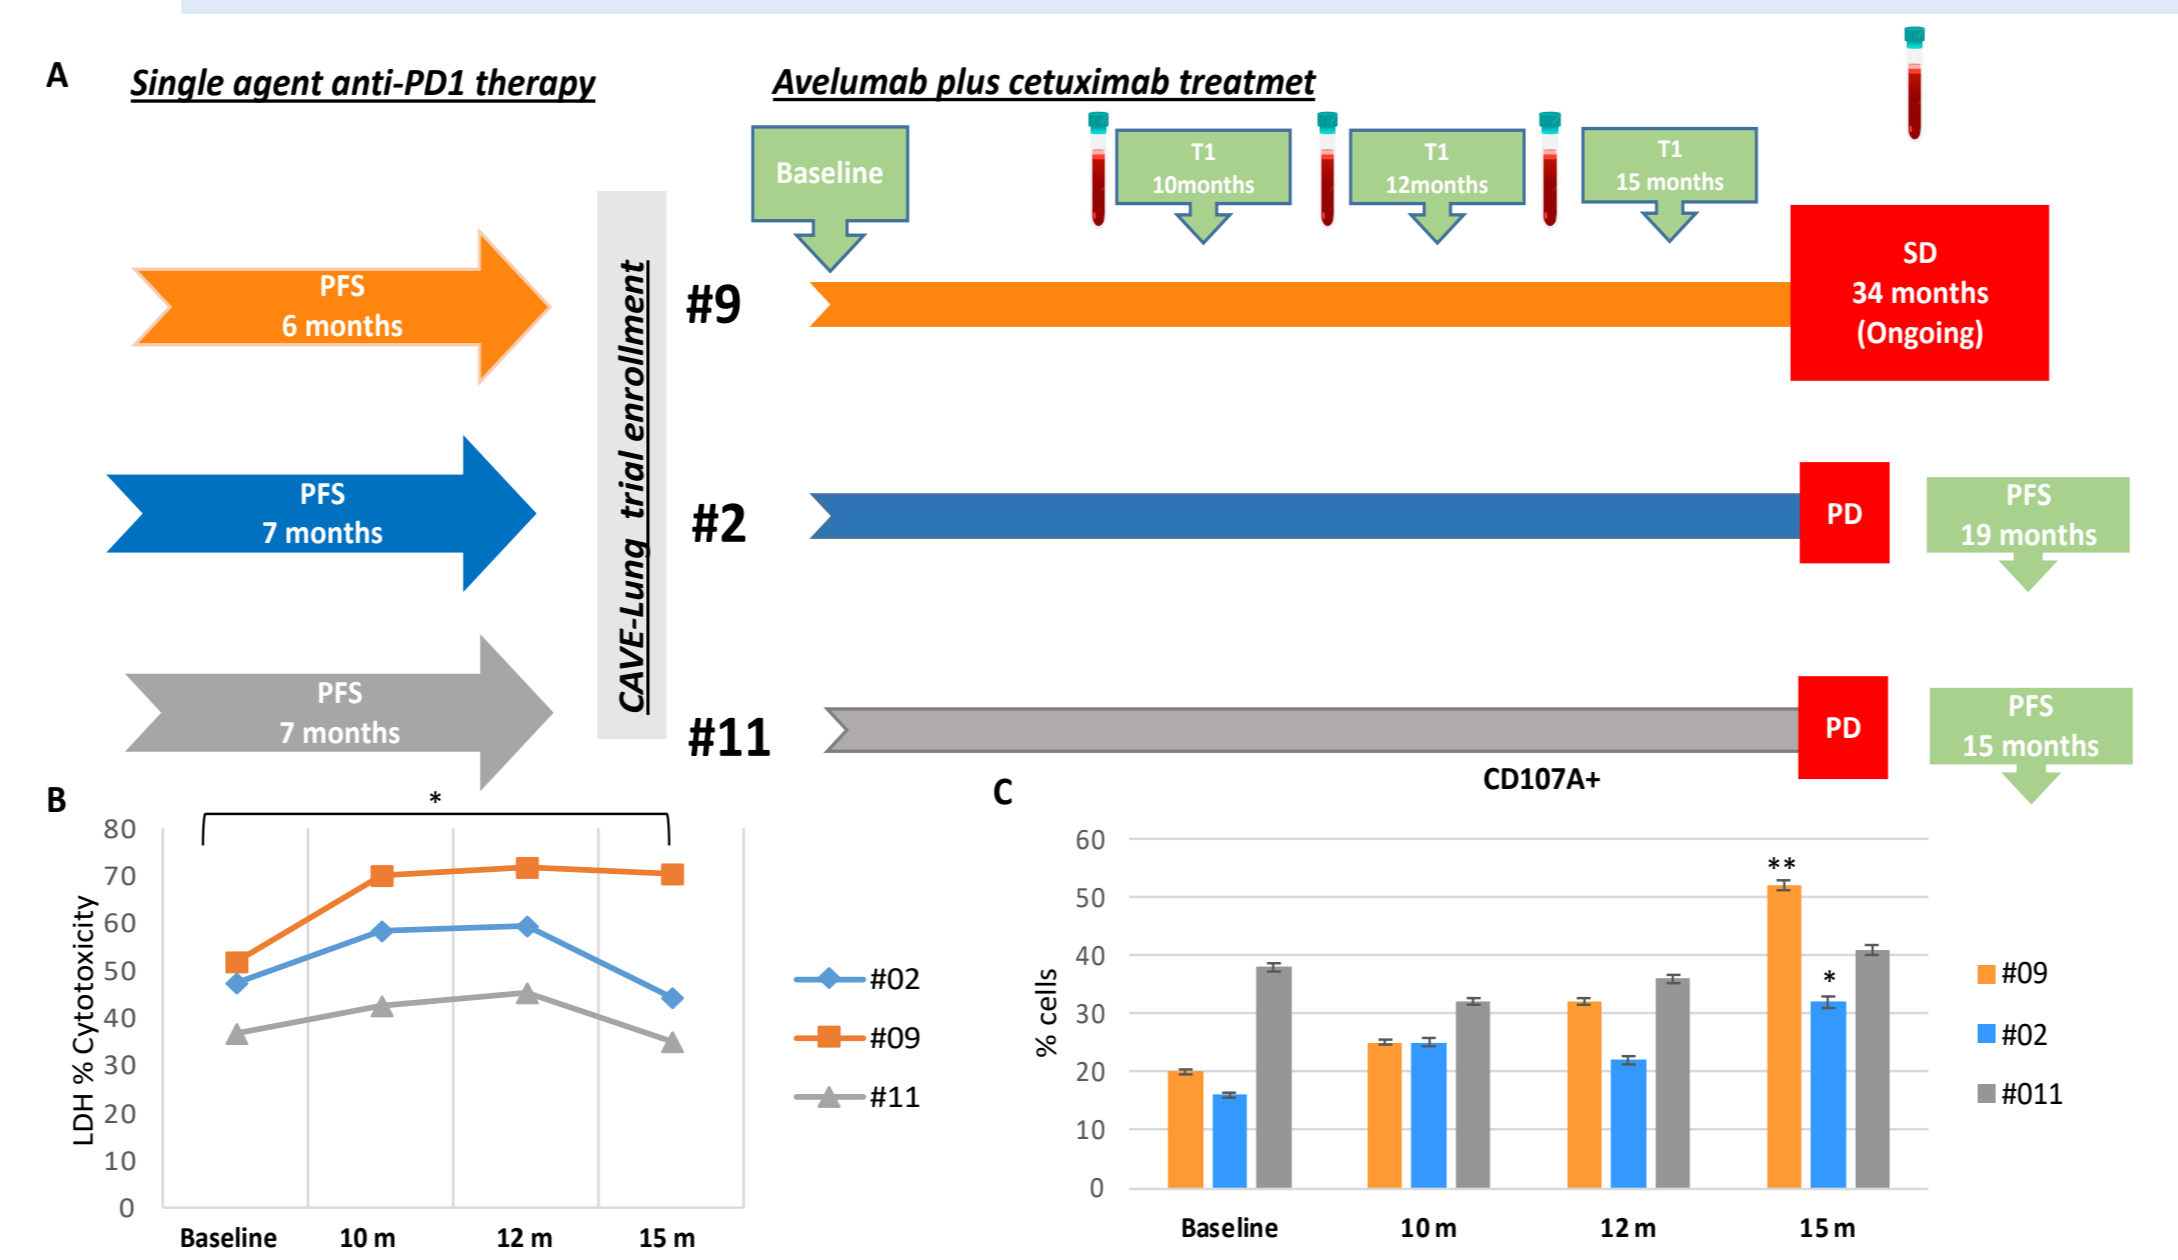 A
Single agent anti-PD1 therapy
Avelumab plus cetuximab treatmet
Baseline
T1
10months
T1
12months
T1
15 months
PFS
6 months
CAVE-Lung trial enrollment
#9
SD
34 months
(Ongoing)
PFS
7 months
#2
PD
PFS
19 months
PFS
7 months
#11
PD
PFS
15 months
B
*
LDH % Cytotoxicity
80
70
60
50
40
30
20
10
0
Baseline
10 m
12 m
15 m
#02
#09
#11
C
CD107A+
% cells
60
50
40
30
20
10
0
**
*
Baseline
10 m
12 m
15 m
#09
#02
#011